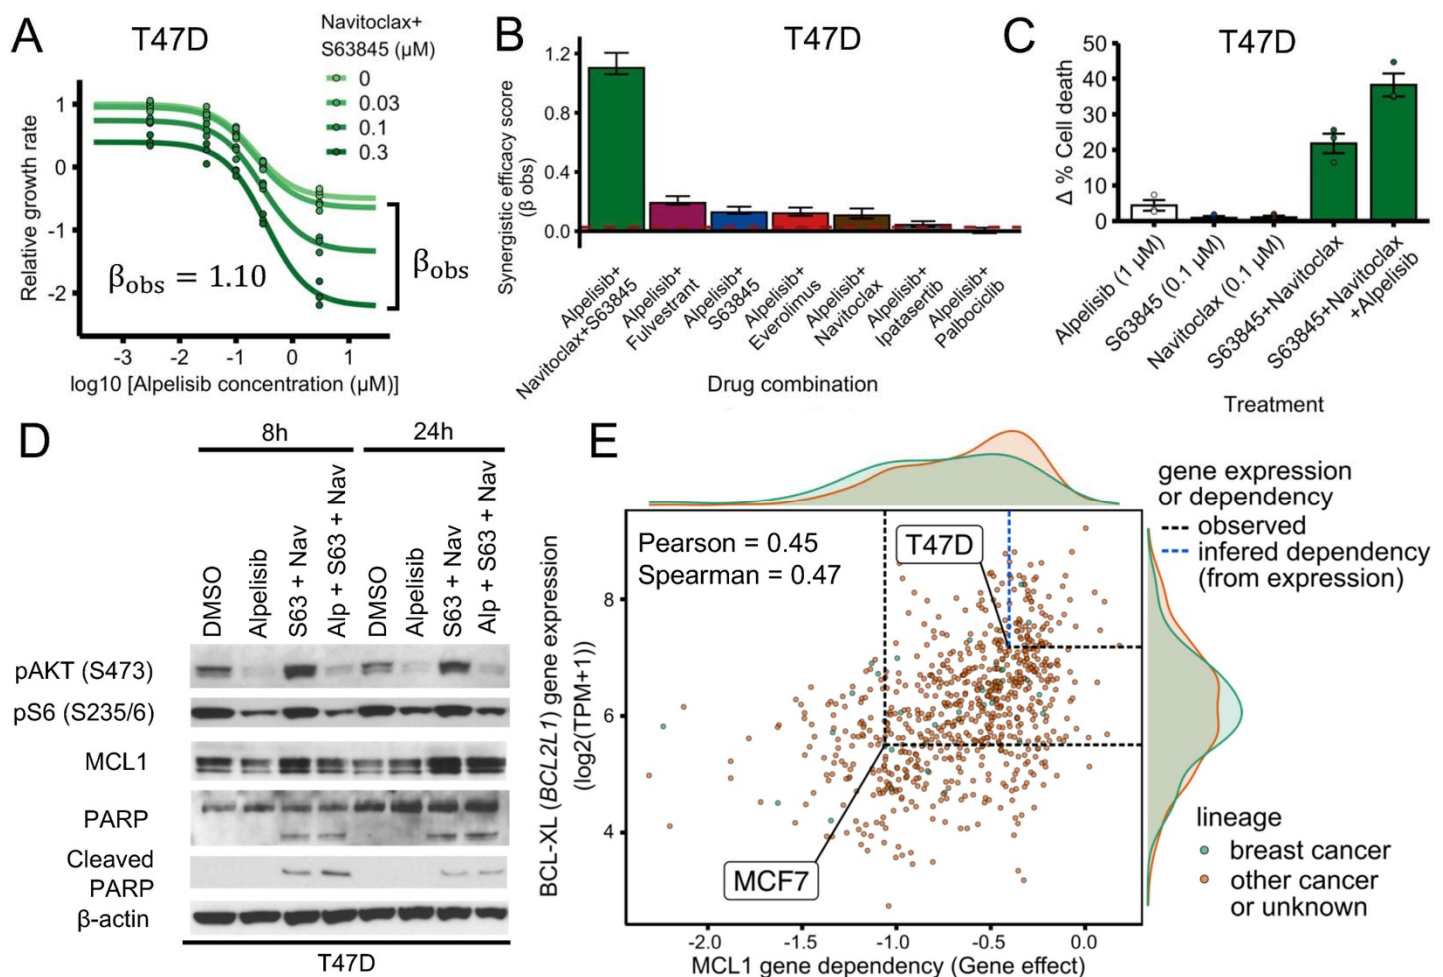 A
T47D
Navitoclax+
S63845 (µM)
0
0.03
0.1
0.3
Relative growth rate
1
0
-1
-2
βobs = 1.10
βobs
-3
-2
-1
0
1
log10 [Alpelisib concentration (µM)]
B
T47D
Synergistic efficacy score
(β obs)
1.2
0.8
0.4
0.0
Alpelisib+
Navitoclax+S63845
Alpelisib+
Fulvestrant
Alpelisib+
S63845
Alpelisib+
Everolimus
Alpelisib+
Navitoclax
Alpelisib+
Ipatasertib
Alpelisib+
Palbociclib
Drug combination
C
T47D
Δ % Cell death
50
40
30
20
10
0
Alpelisib (1 µM)
S63845 (0.1 µM)
Navitoclax (0.1 µM)
S63845+Navitoclax
S63845+Navitoclax
+Alpelisib
Treatment
D
8h
24h
DMSO
Alpelisib
S63 + Nav
Alp + S63 + Nav
DMSO
Alpelisib
S63 + Nav
Alp + S63 + Nav
pAKT (S473)
pS6 (S235/6)
MCL1
PARP
Cleaved
PARP
β-actin
T47D
E
BCL-XL (BCL2L1) gene expression
(log2(TPM+1))
8
6
4
Pearson = 0.45
Spearman = 0.47
T47D
MCF7
-2.0
-1.5
-1.0
-0.5
0.0
MCL1 gene dependency (Gene effect)
gene expression
or dependency
observed
infered dependency
(from expression)
lineage
breast cancer
other cancer
or unknown